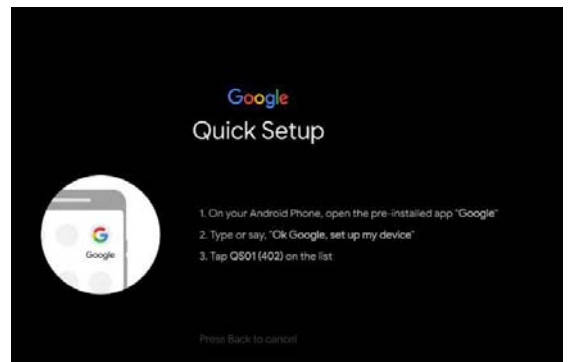 Google
Quick Setup
1. On your Android Phone, open the pre-installed app "Google"
2. Type or say, "Ok Google, set up my device"
3. Tap QS01 (402) on the list
Google
Press Back to cancel